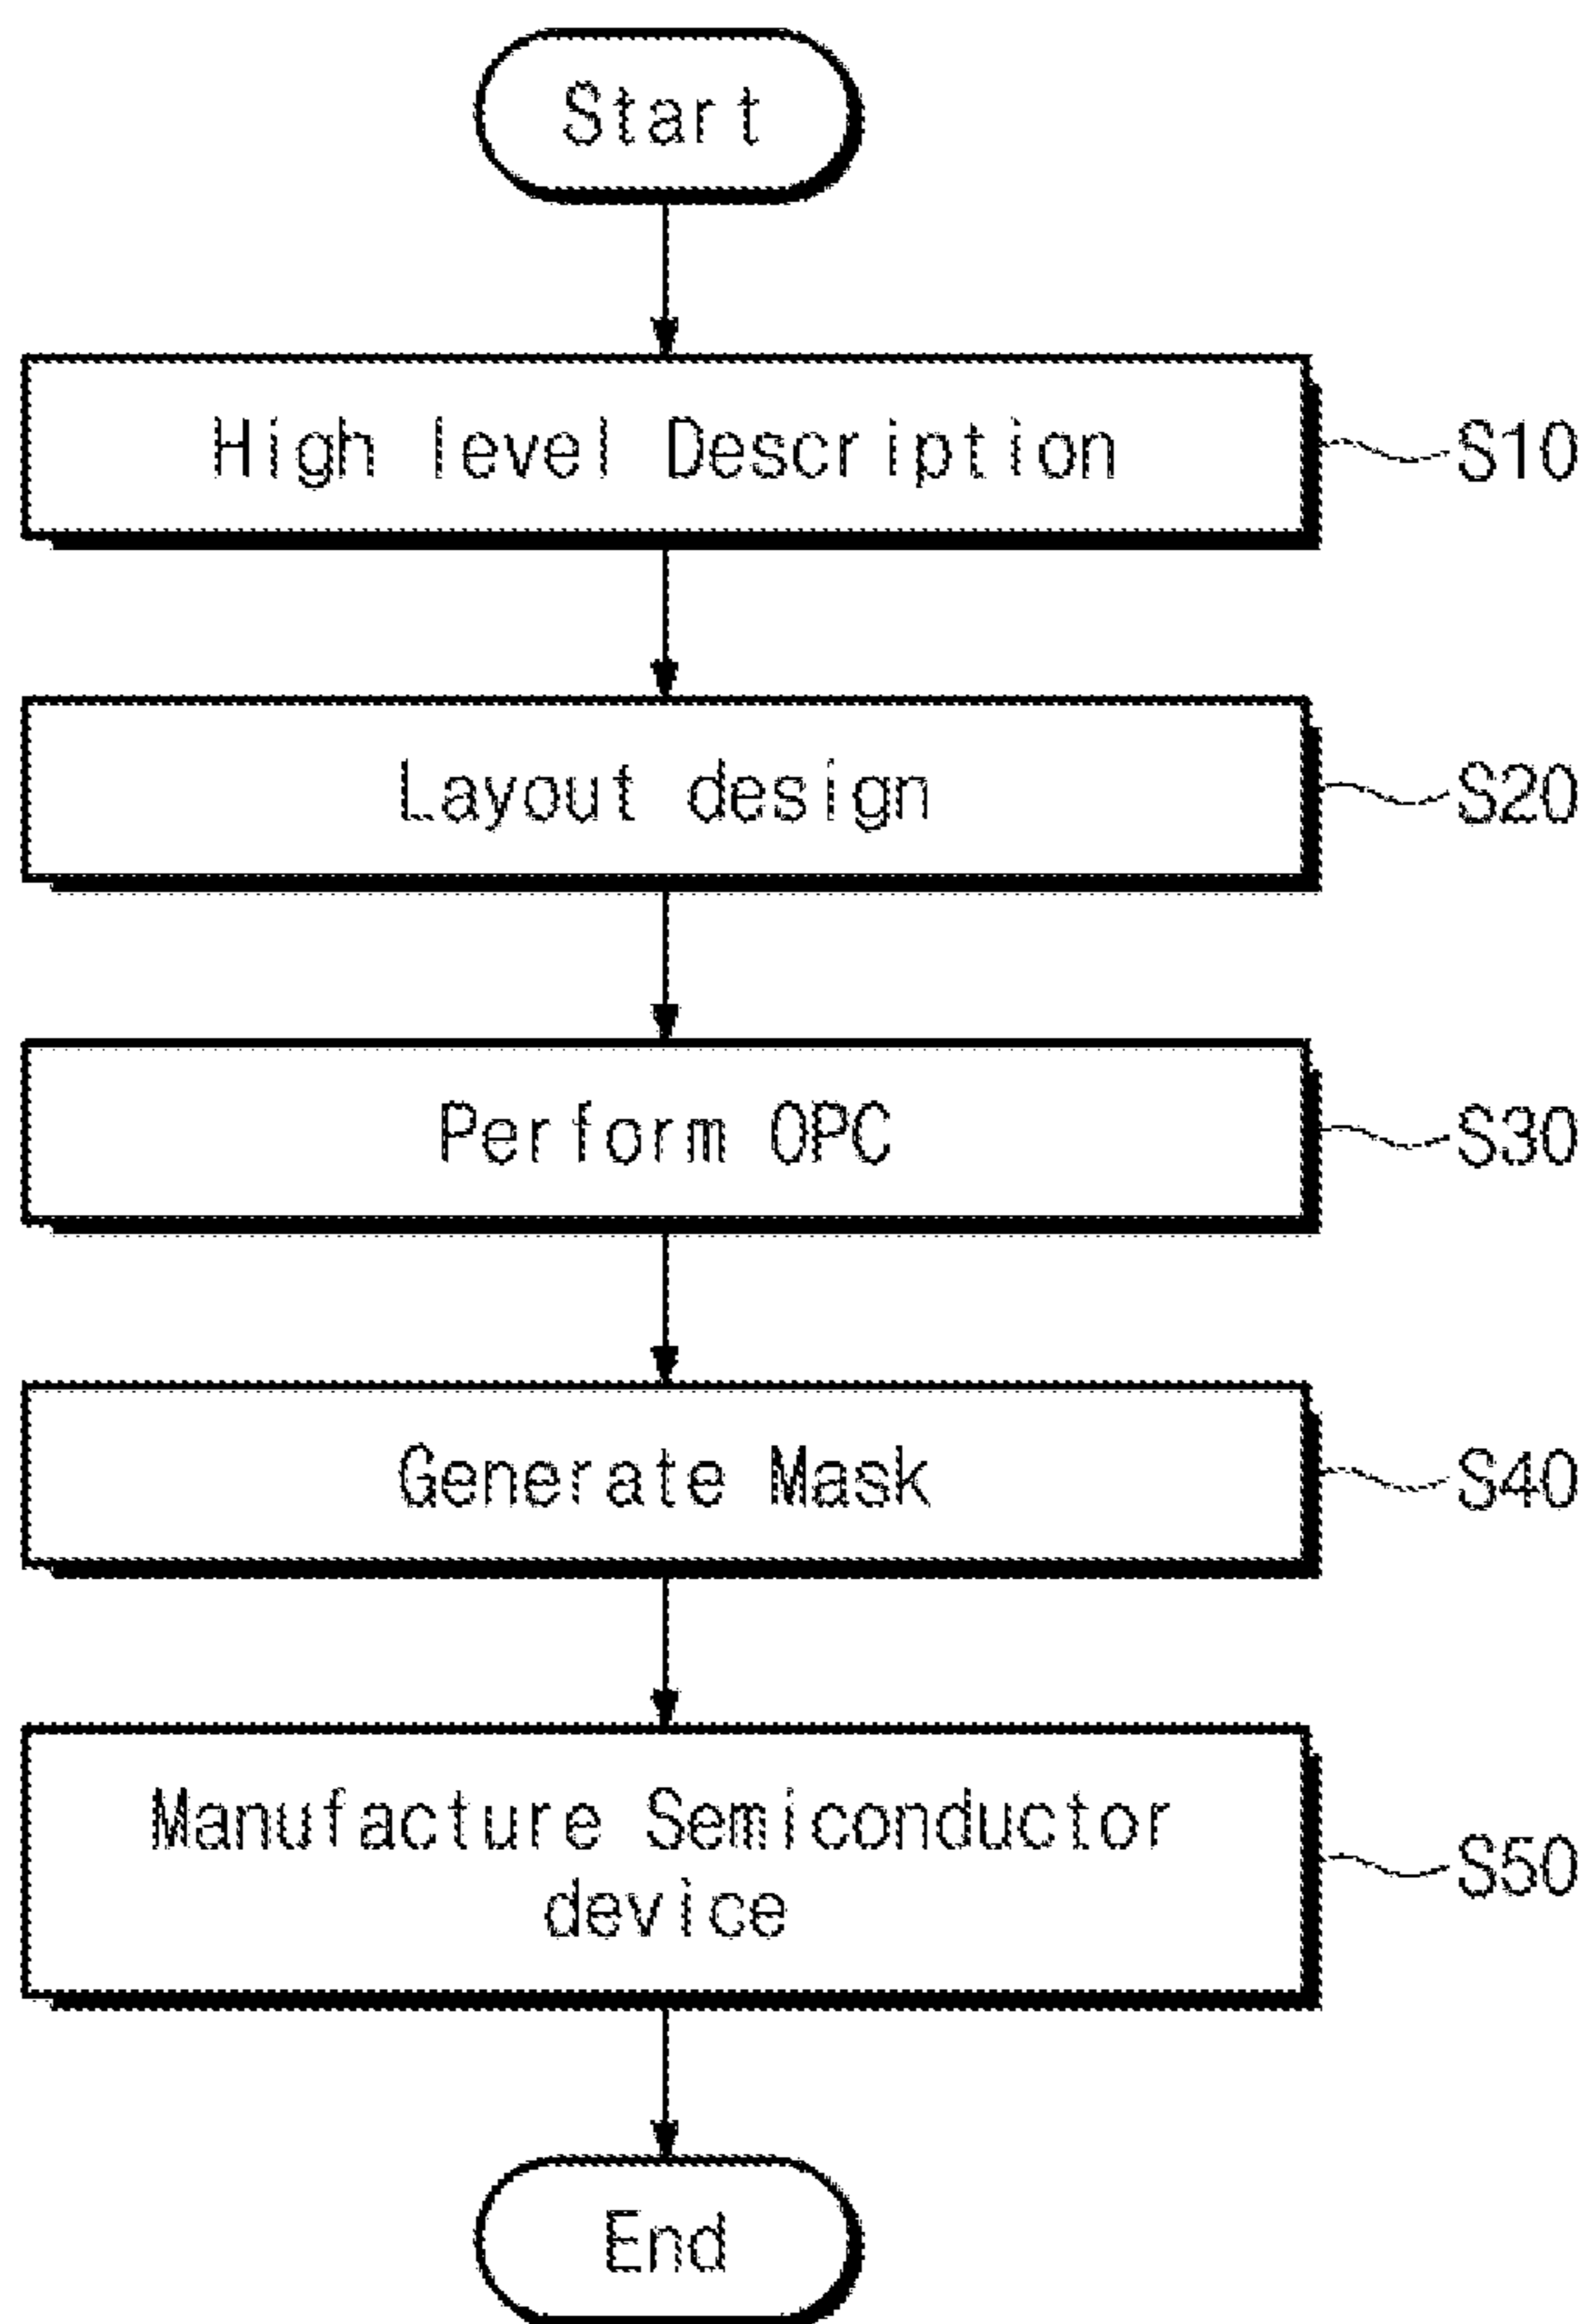 Start
High level Description
S10
Layout design
S20
Perform OPC
S30
Generate Mask
S40
Manufacture Semiconductor
device
S50
End